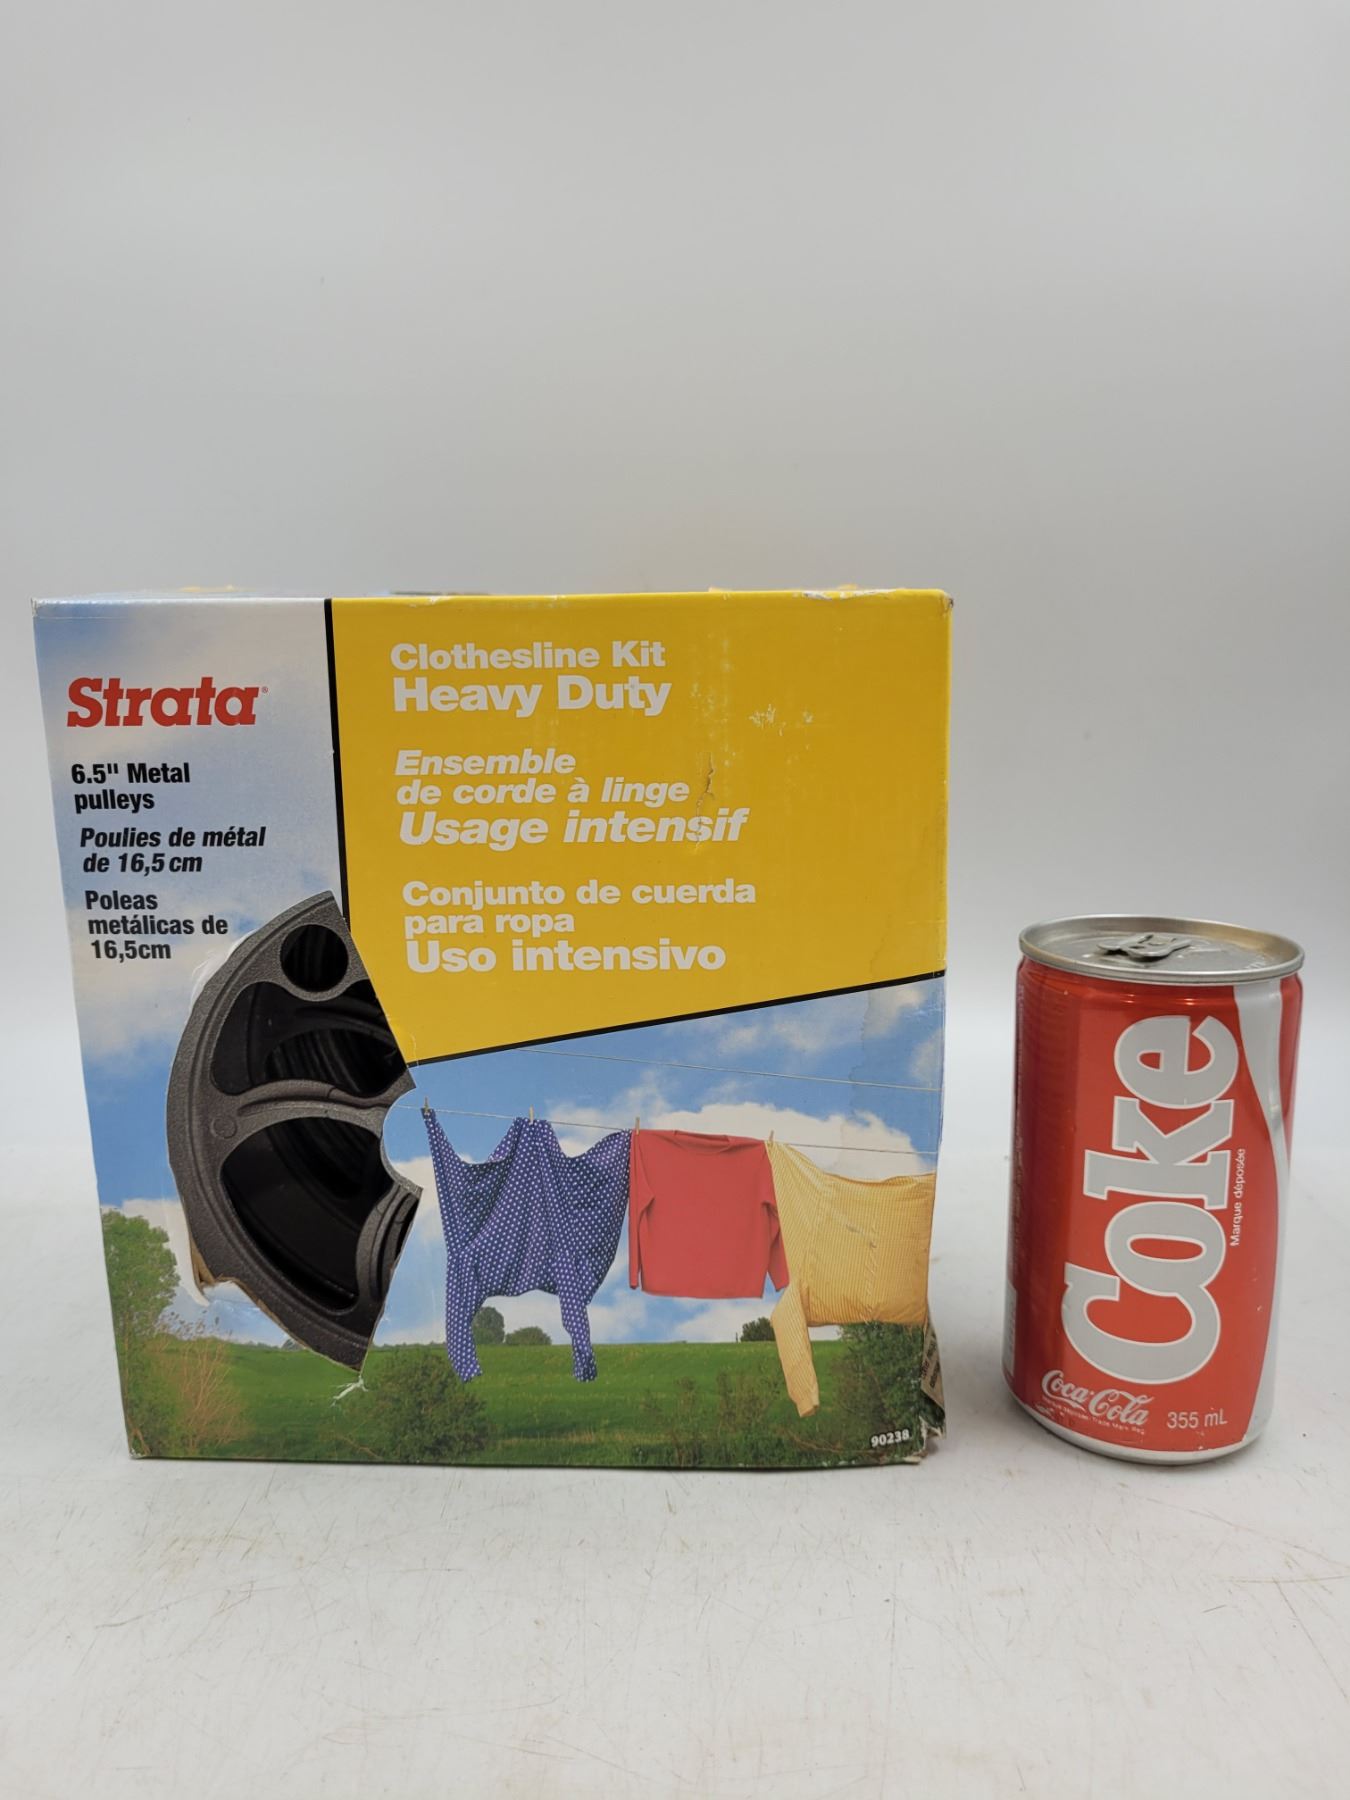 Strata®
6.5" Metal
pulleys
Poulies de métal
de 16,5 cm
Poleas
metálicas de
16,5cm
Clothesline Kit
Heavy Duty
Ensemble
de corde à linge
Usage intensif
Conjunto de cuerda
para ropa
Uso intensivo
90238
Coke
Marque déposée
Coca-Cola
355 mL